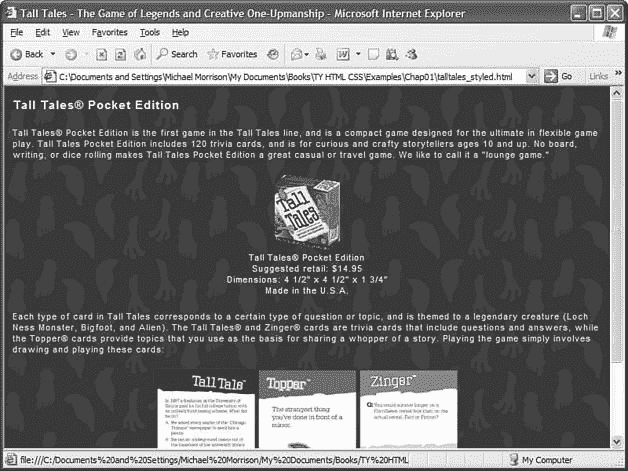 Tall Tales - The Game of Legends and Creative One-Upmanship - Microsoft Internet Explorer
File Edit View Favorites Tools Help
Back Search Favorites
Address C:\Documents and Settings\Michael Morrison\My Documents\Books\TY HTML CSS\Examples\Chap01\talltales_styled.html Go Links »
Tall Tales® Pocket Edition
Tall Tales® Pocket Edition is the first game in the Tall Tales line, and is a compact game designed for the ultimate in flexible game
play. Tall Tales Pocket Edition includes 120 trivia cards, and is for curious and crafty storytellers ages 10 and up. No board,
writing, or dice rolling makes Tall Tales Pocket Edition a great casual or travel game. We like to call it a "lounge game."
Tall
Tales
Tall Tales® Pocket Edition
Suggested retail: $14.95
Dimensions: 4 1/2" x 4 1/2" x 1 3/4"
Made in the U.S.A.
Each type of card in Tall Tales corresponds to a certain type of question or topic, and is themed to a legendary creature (Loch
Ness Monster, Bigfoot, and Alien). The Tall Tales® and Zinger® cards are trivia cards that include questions and answers, while
the Topper® cards provide topics that you use as the basis for sharing a whopper of a story. Playing the game simply involves
drawing and playing these cards:
Tall Tale™ Topper™ Zinger™
The strangest thing
you've done in front of a
mirror.
file:///C:/Documents%20and%20Settings/Michael%20Morrison/My%20Documents/Books/TY%20HTML My Computer